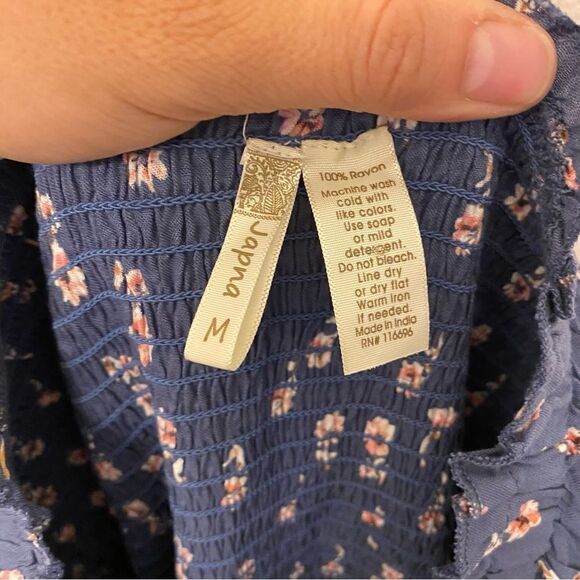 Japna
M
100% Rayon
Machine wash
cold with
like colors.
Use soap
or mild
detergent.
Do not bleach.
Line dry
or dry flat
Warm iron
if needed.
Made in India
RN# 116696